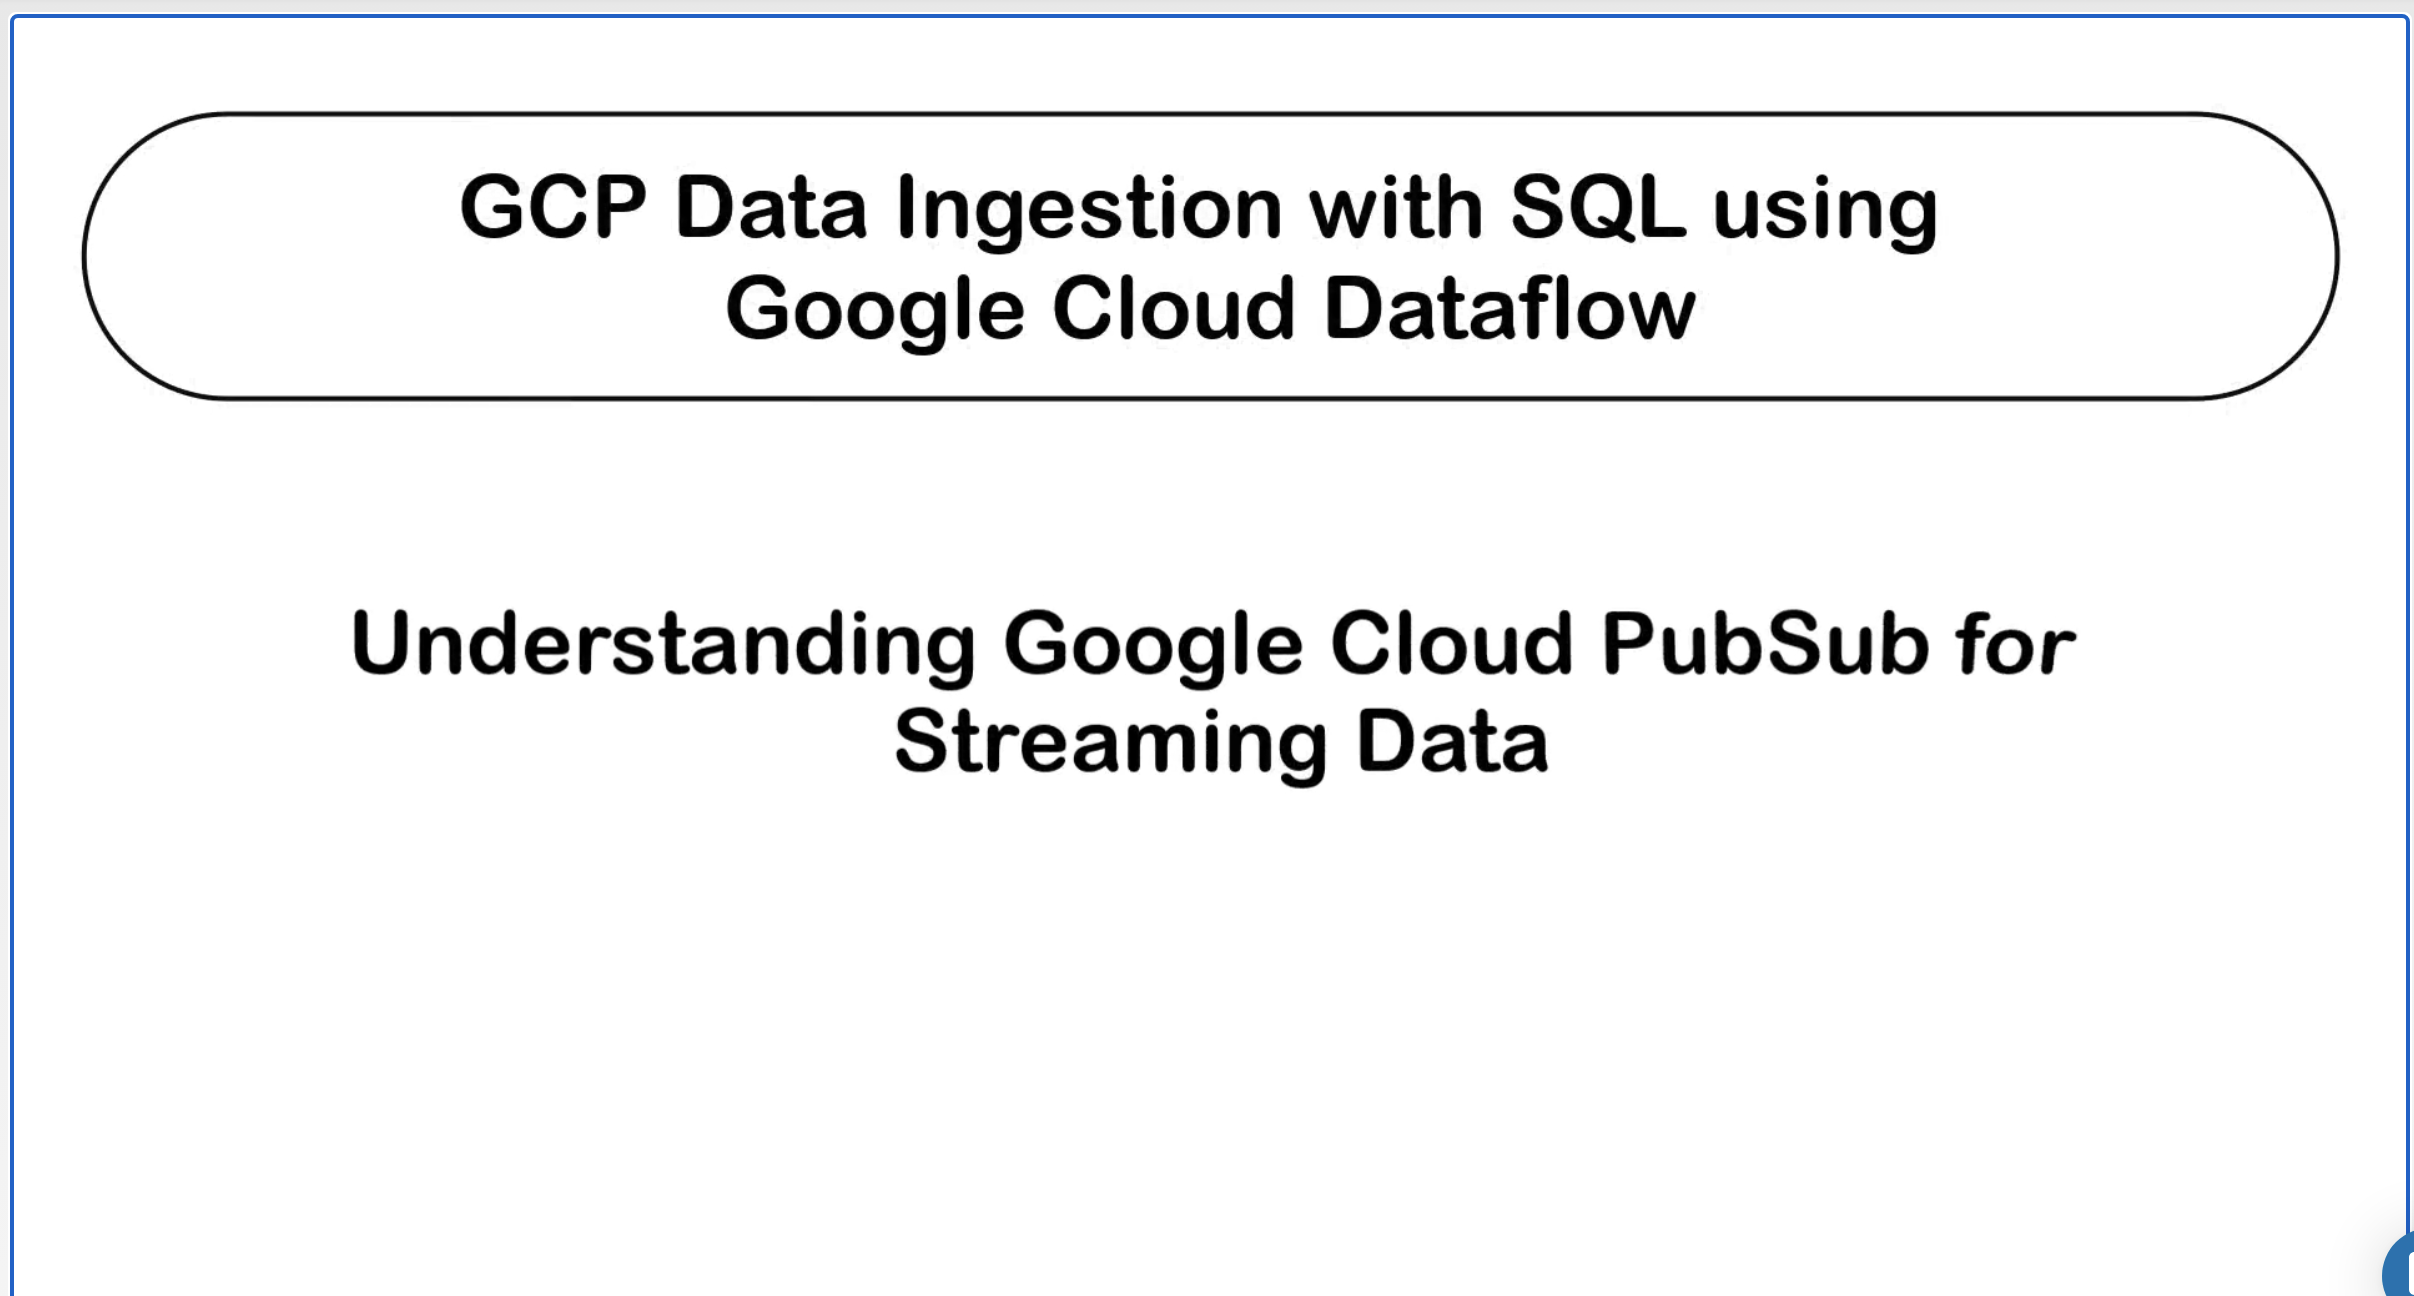 GCP Data Ingestion with SQL using
Google Cloud Dataflow
Understanding Google Cloud PubSub for
Streaming Data